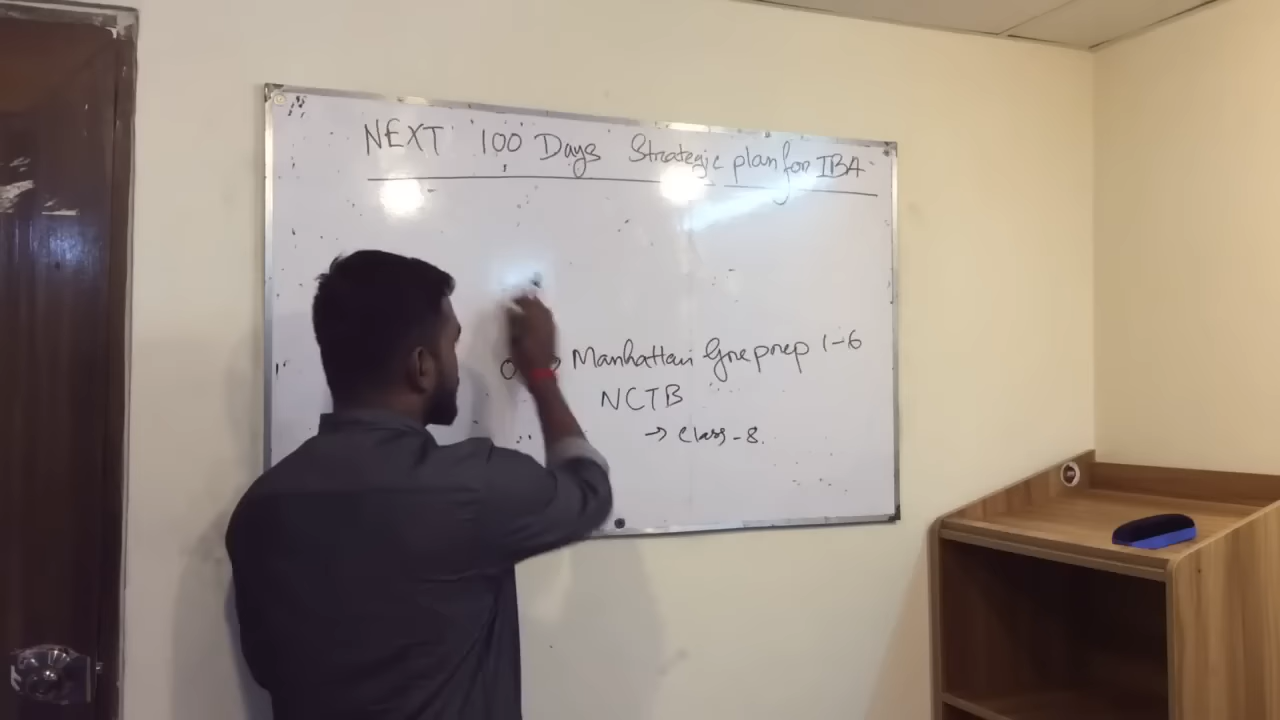 NEXT 100 Days Strategic plan for IBA
Manhattan Gre prep 1-6
NCTB
→ Class - 8.